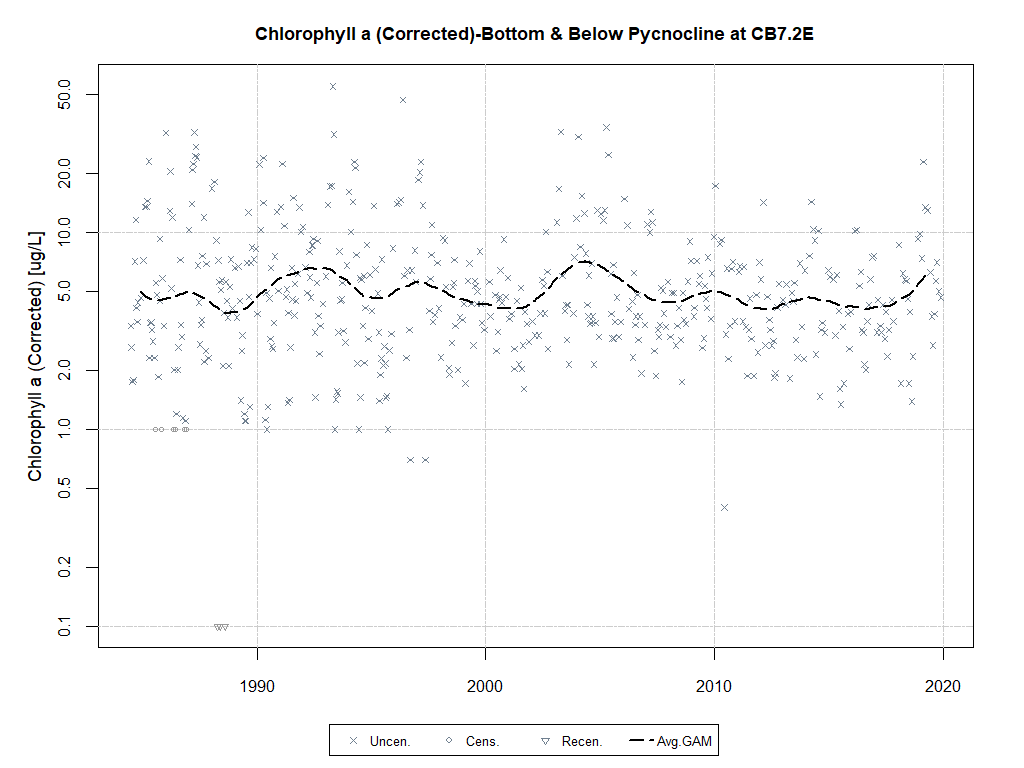 Chlorophyll a (Corrected)-Bottom & Below Pycnocline at CB7.2E
Chlorophyll a (Corrected) [ug/L]
50.0
20.0
10.0
5.0
2.0
1.0
0.5
0.2
0.1
1990 2000 2010 2020
Uncen. Cens. Recen. Avg.GAM